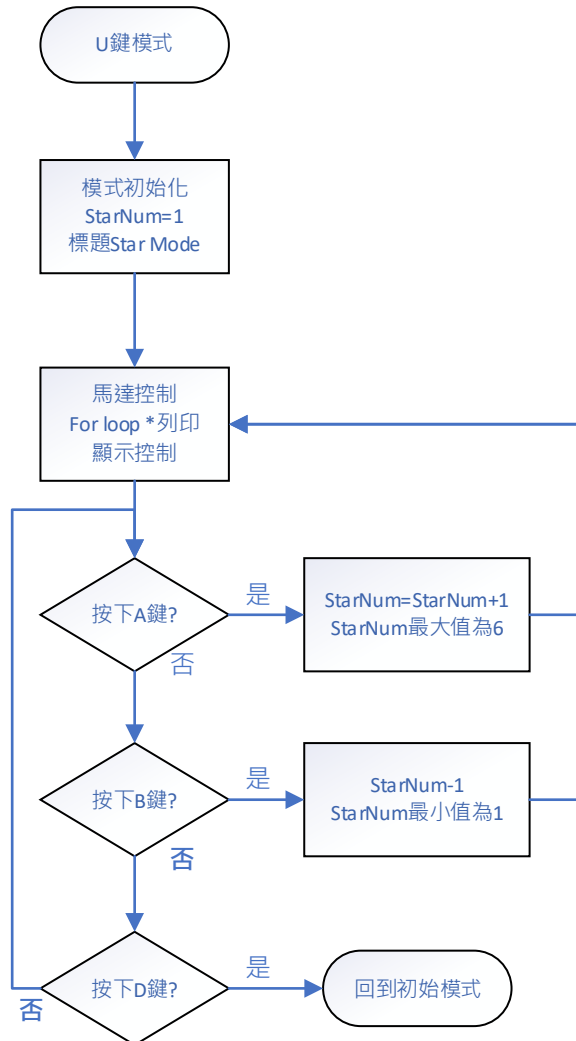 U鍵模式
模式初始化
StarNum=1
標題Star Mode
馬達控制
For loop *列印
顯示控制
按下A鍵?
是
StarNum=StarNum+1
StarNum最大值為6
否
按下B鍵?
是
StarNum-1
StarNum最小值為1
否
按下D鍵?
是
回到初始模式
否